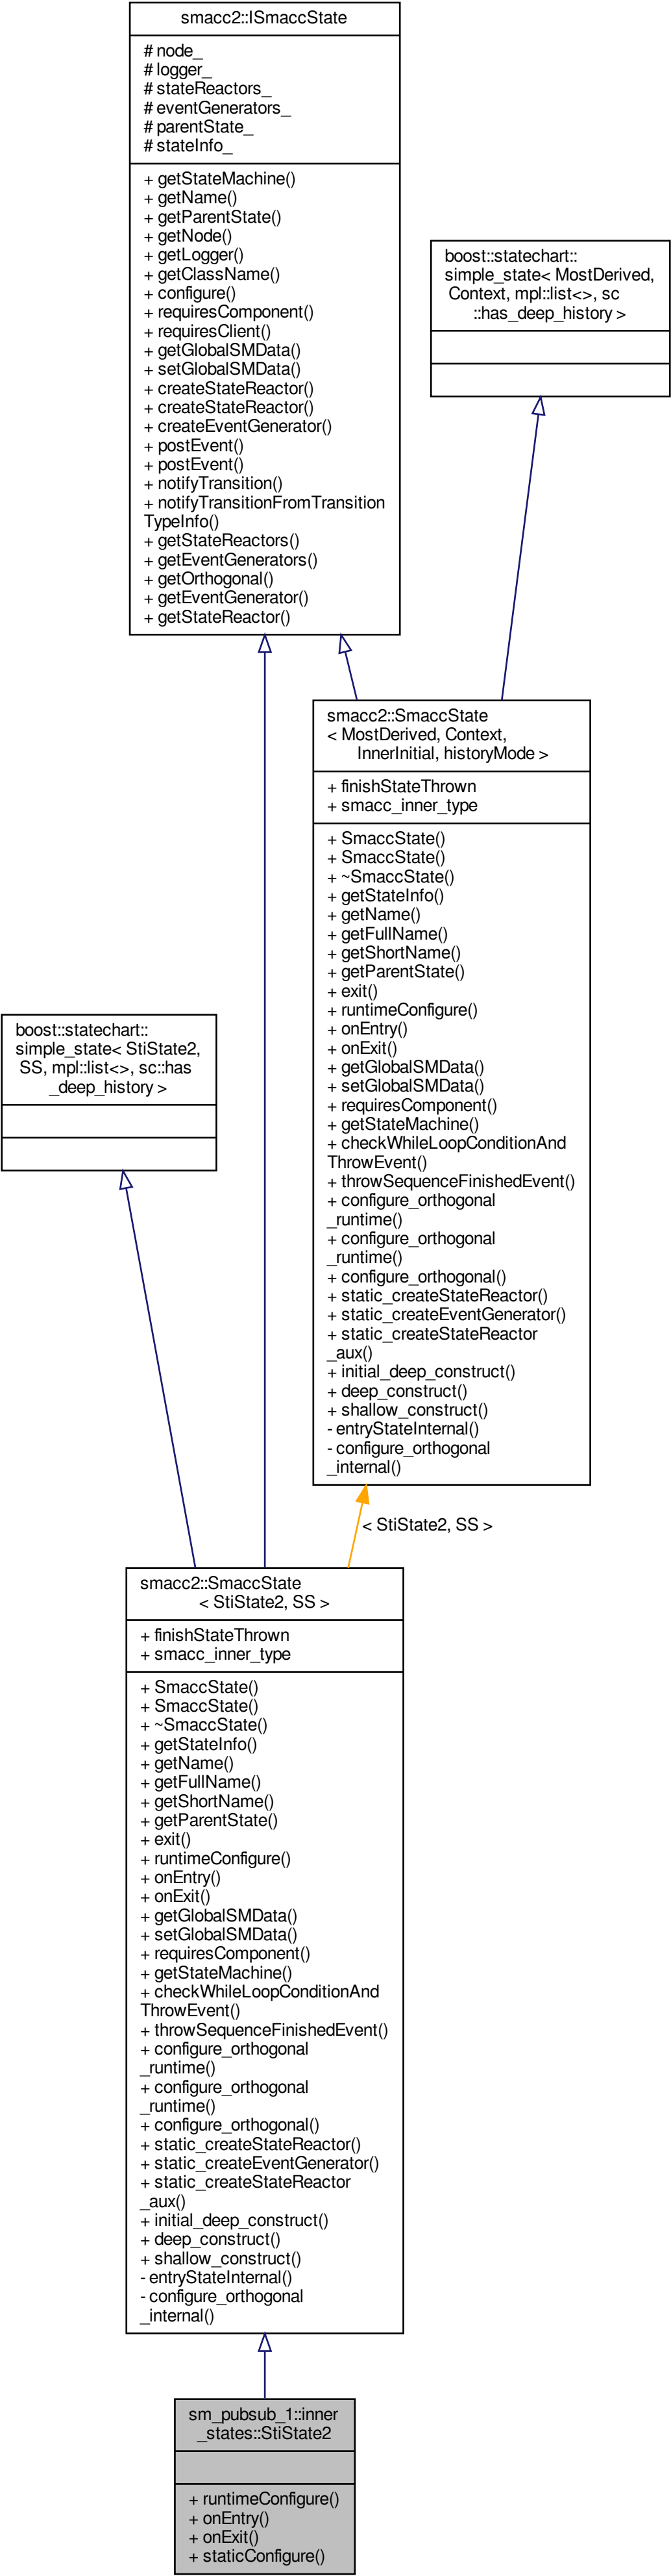 smacc2::ISmaccState
# node_
# logger_
# stateReactors_
# eventGenerators_
# parentState_
# stateInfo_
+ getStateMachine()
+ getName()
+ getParentState()
+ getNode()
+ getLogger()
+ getClassName()
+ configure()
+ requiresComponent()
+ requiresClient()
+ getGlobalSMData()
+ setGlobalSMData()
+ createStateReactor()
+ createStateReactor()
+ createEventGenerator()
+ postEvent()
+ postEvent()
+ notifyTransition()
+ notifyTransitionFromTransition
TypeInfo()
+ getStateReactors()
+ getEventGenerators()
+ getOrthogonal()
+ getEventGenerator()
+ getStateReactor()
boost::statechart::
simple_state< MostDerived,
Context, mpl::list<>, sc
::has_deep_history >
smacc2::SmaccState
< MostDerived, Context,
InnerInitial, historyMode >
+ finishStateThrown
+ smacc_inner_type
+ SmaccState()
+ SmaccState()
+ ~SmaccState()
+ getStateInfo()
+ getName()
+ getFullName()
+ getShortName()
+ getParentState()
+ exit()
+ runtimeConfigure()
+ onEntry()
+ onExit()
+ getGlobalSMData()
+ setGlobalSMData()
+ requiresComponent()
+ getStateMachine()
+ checkWhileLoopConditionAnd
ThrowEvent()
+ throwSequenceFinishedEvent()
+ configure_orthogonal
_runtime()
+ configure_orthogonal
_runtime()
+ configure_orthogonal()
+ static_createStateReactor()
+ static_createEventGenerator()
+ static_createStateReactor
_aux()
+ initial_deep_construct()
+ deep_construct()
+ shallow_construct()
- entryStateInternal()
- configure_orthogonal
_internal()
boost::statechart::
simple_state< StiState2,
SS, mpl::list<>, sc::has
_deep_history >
< StiState2, SS >
smacc2::SmaccState
< StiState2, SS >
+ finishStateThrown
+ smacc_inner_type
+ SmaccState()
+ SmaccState()
+ ~SmaccState()
+ getStateInfo()
+ getName()
+ getFullName()
+ getShortName()
+ getParentState()
+ exit()
+ runtimeConfigure()
+ onEntry()
+ onExit()
+ getGlobalSMData()
+ setGlobalSMData()
+ requiresComponent()
+ getStateMachine()
+ checkWhileLoopConditionAnd
ThrowEvent()
+ throwSequenceFinishedEvent()
+ configure_orthogonal
_runtime()
+ configure_orthogonal
_runtime()
+ configure_orthogonal()
+ static_createStateReactor()
+ static_createEventGenerator()
+ static_createStateReactor
_aux()
+ initial_deep_construct()
+ deep_construct()
+ shallow_construct()
- entryStateInternal()
- configure_orthogonal
_internal()
sm_pubsub_1::inner
_states::StiState2
+ runtimeConfigure()
+ onEntry()
+ onExit()
+ staticConfigure()